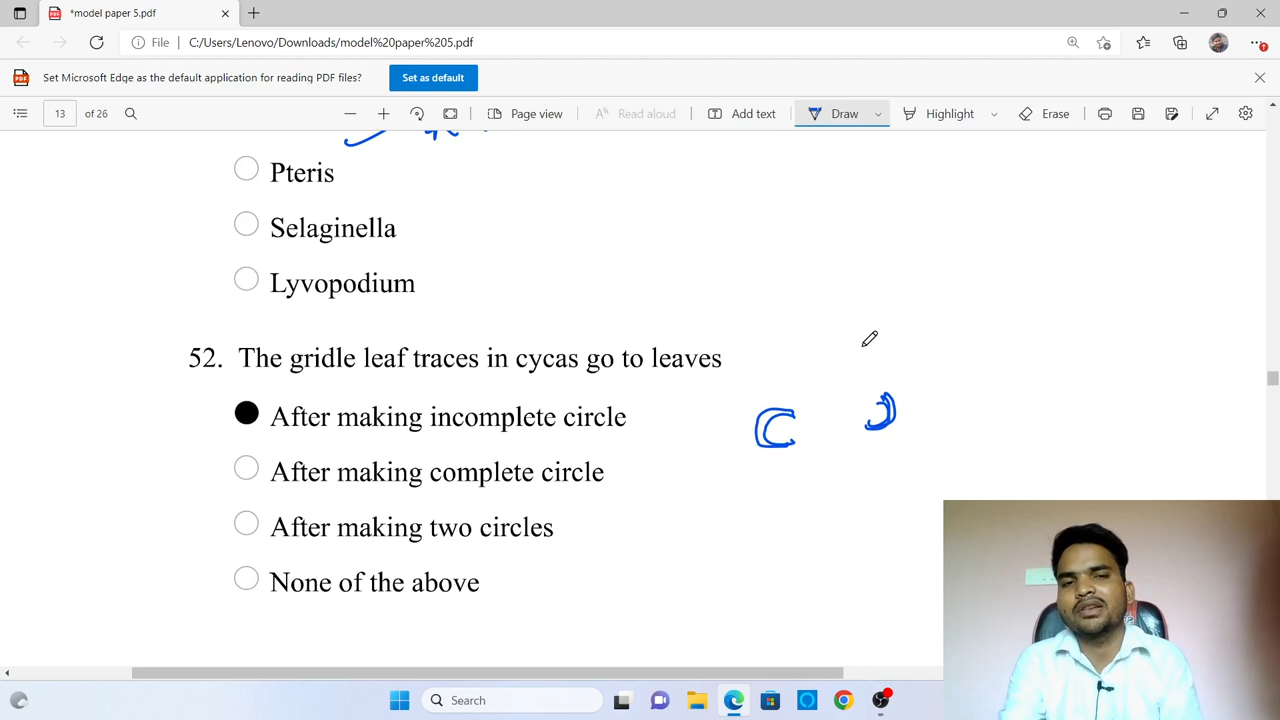 *model paper 5.pdf
File
C:/Users/Lenovo/Downloads/model%20paper%205.pdf
Set Microsoft Edge as the default application for reading PDF files?
Set as default
13 of 26
Page view
Read aloud
Add text
Draw
Highlight
Erase
Pteris
Selaginella
Lyvopodium
52. The gridle leaf traces in cycas go to leaves
After making incomplete circle
After making complete circle
After making two circles
None of the above
Search